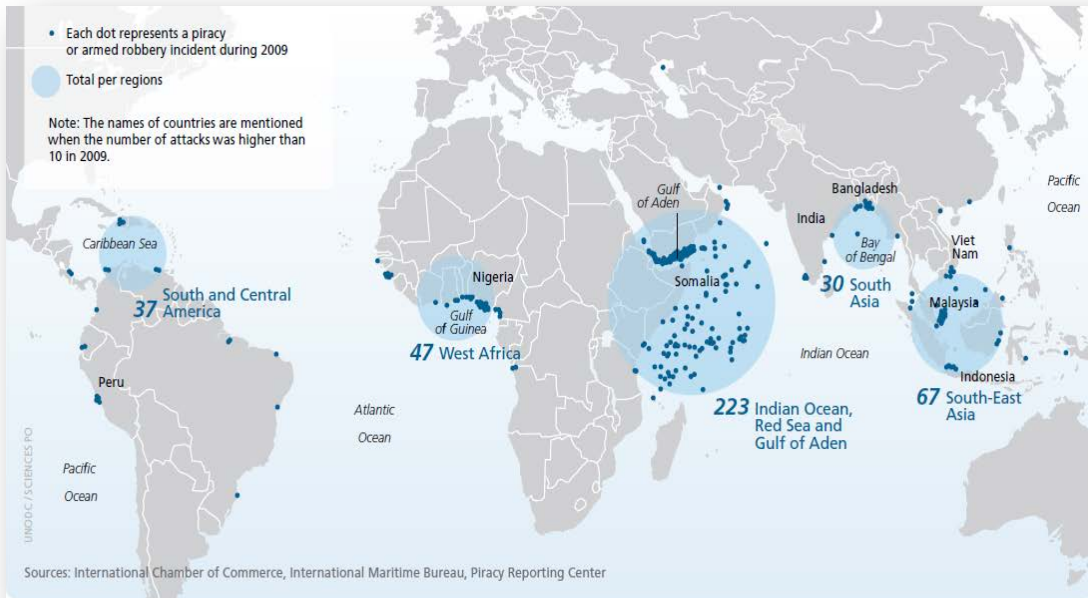 Each dot represents a piracy
or armed robbery incident during 2009
Total per regions
Note: The names of countries are mentioned
when the number of attacks was higher than
10 in 2009.
Caribbean Sea
37 South and Central
America
Peru
Pacific
Ocean
Atlantic
Ocean
Nigeria
Gulf
of Guinea
47 West Africa
Gulf
of Aden
Somalia
223 Indian Ocean,
Red Sea and
Gulf of Aden
Indian Ocean
India
Bangladesh
Bay
of Bengal
30 South
Asia
Viet
Nam
Malaysia
Indonesia
67 South-East
Asia
Pacific
Ocean
UNODC / SCIENCES PO
Sources: International Chamber of Commerce, International Maritime Bureau, Piracy Reporting Center